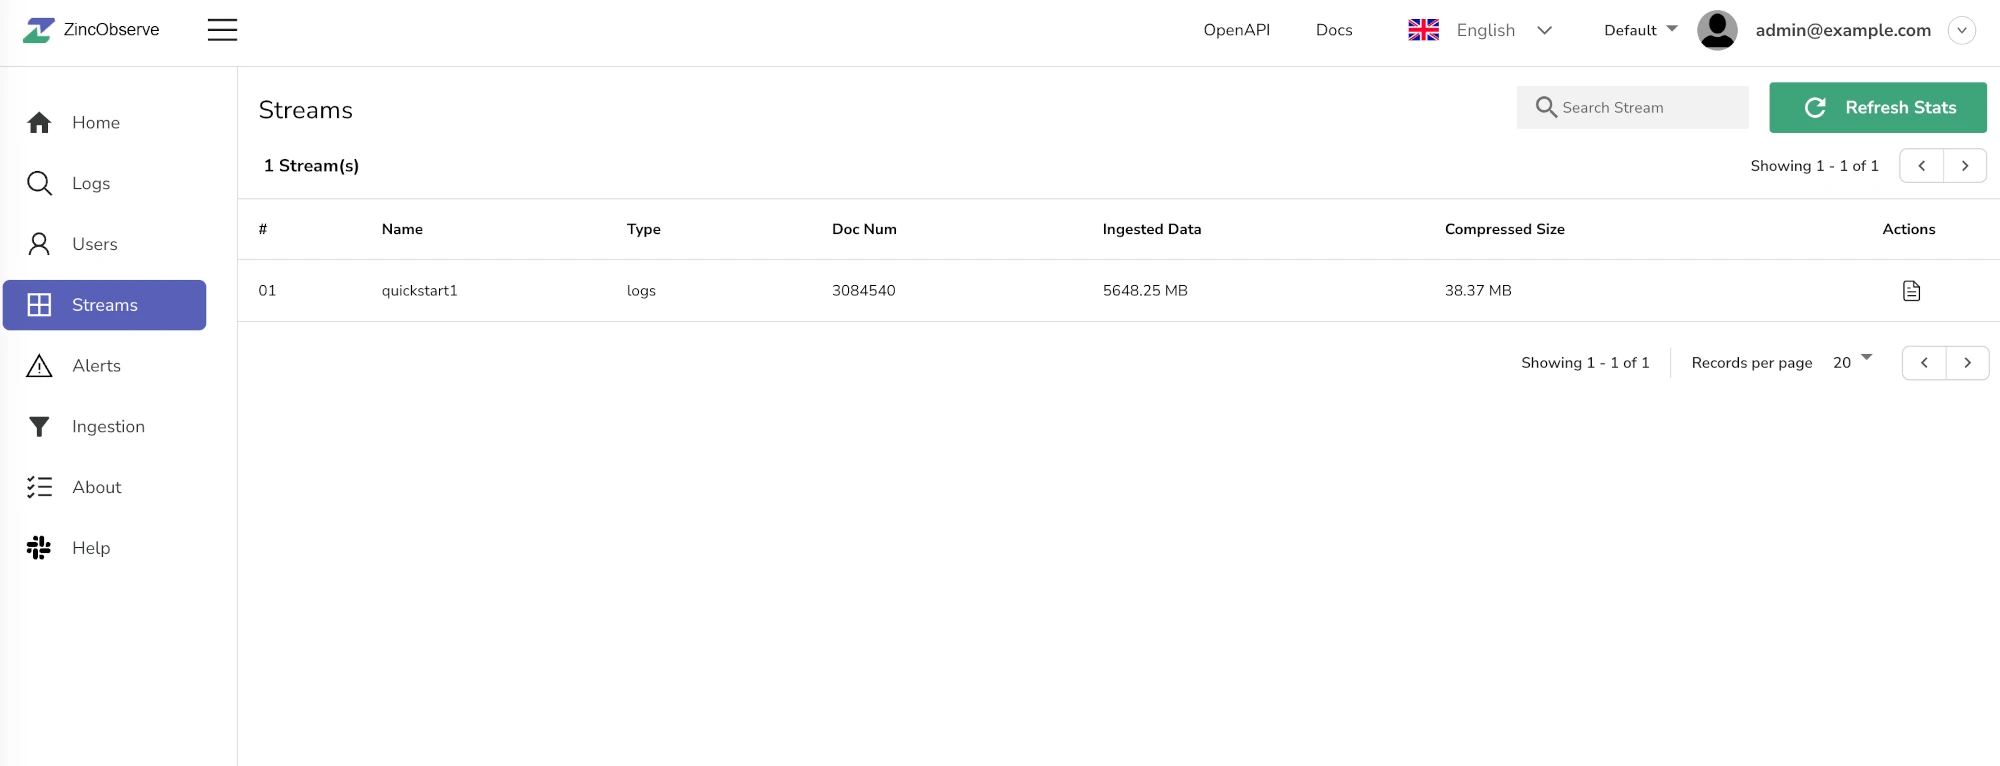 ZincObserve
OpenAPI
Docs
English
Default
admin@example.com
Home
Logs
Users
Streams
Alerts
Ingestion
About
Help
Streams
Search Stream
Refresh Stats
1 Stream(s)
Showing 1 - 1 of 1
# Name Type Doc Num Ingested Data Compressed Size Actions
01 quickstart1 logs 3084540 5648.25 MB 38.37 MB
Showing 1 - 1 of 1 Records per page 20